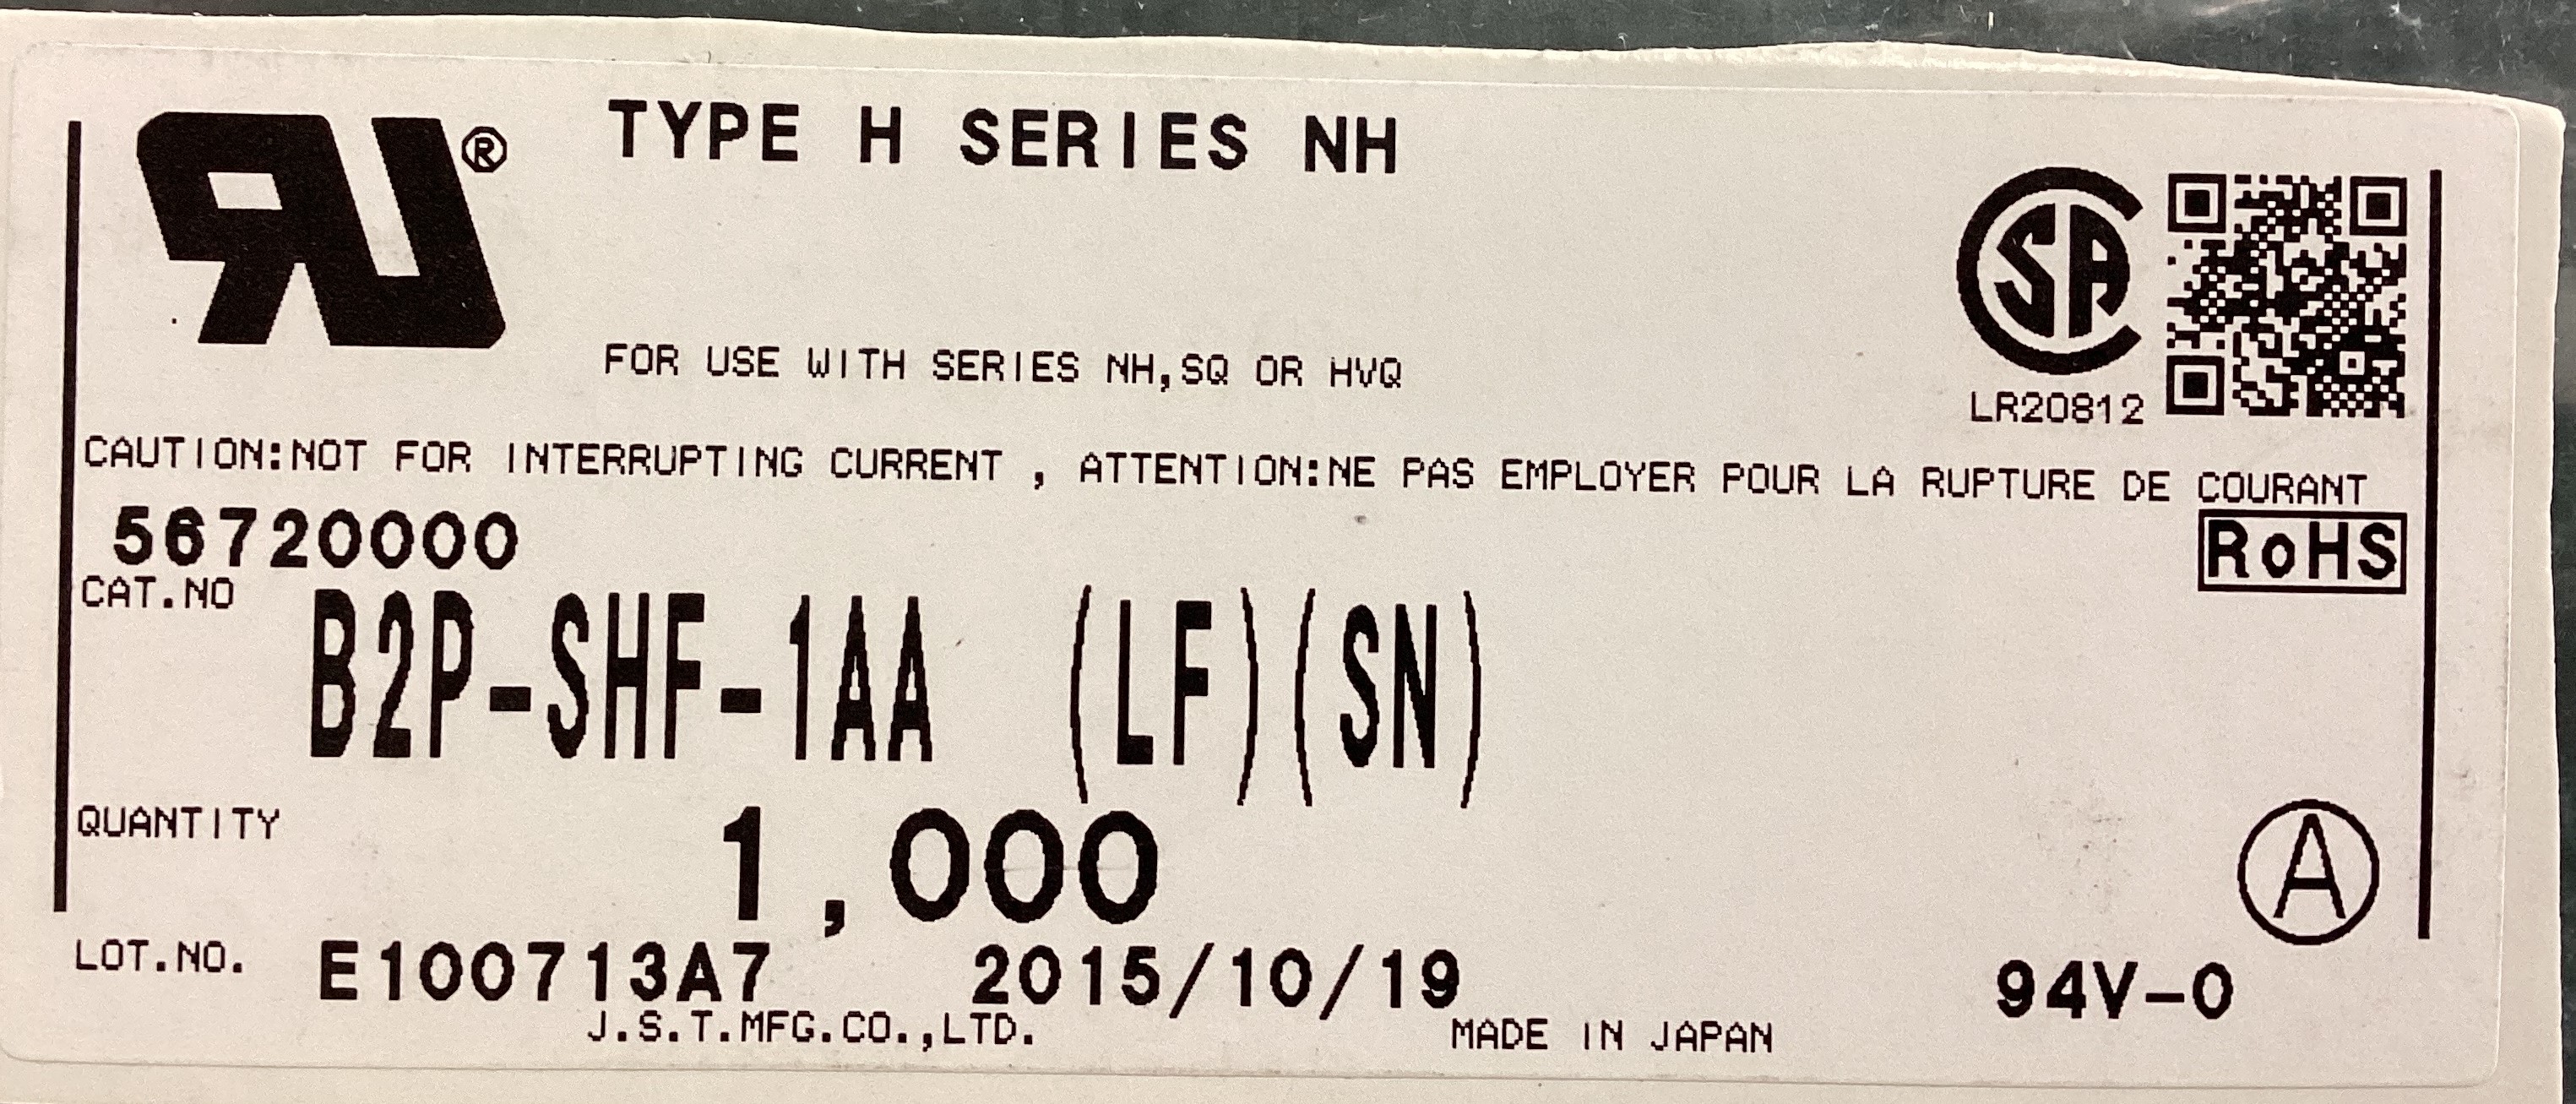 RU® TYPE H SERIES NH
CSA
FOR USE WITH SERIES NH,SQ OR HVQ
LR20812
CAUTION:NOT FOR INTERRUPTING CURRENT , ATTENTION:NE PAS EMPLOYER POUR LA RUPTURE DE COURANT
56720000
RoHS
CAT.NO B2P-SHF-1AA (LF)(SN)
QUANTITY 1,000
A
LOT.NO. E100713A7 2015/10/19 94V-0
J.S.T.MFG.CO.,LTD. MADE IN JAPAN